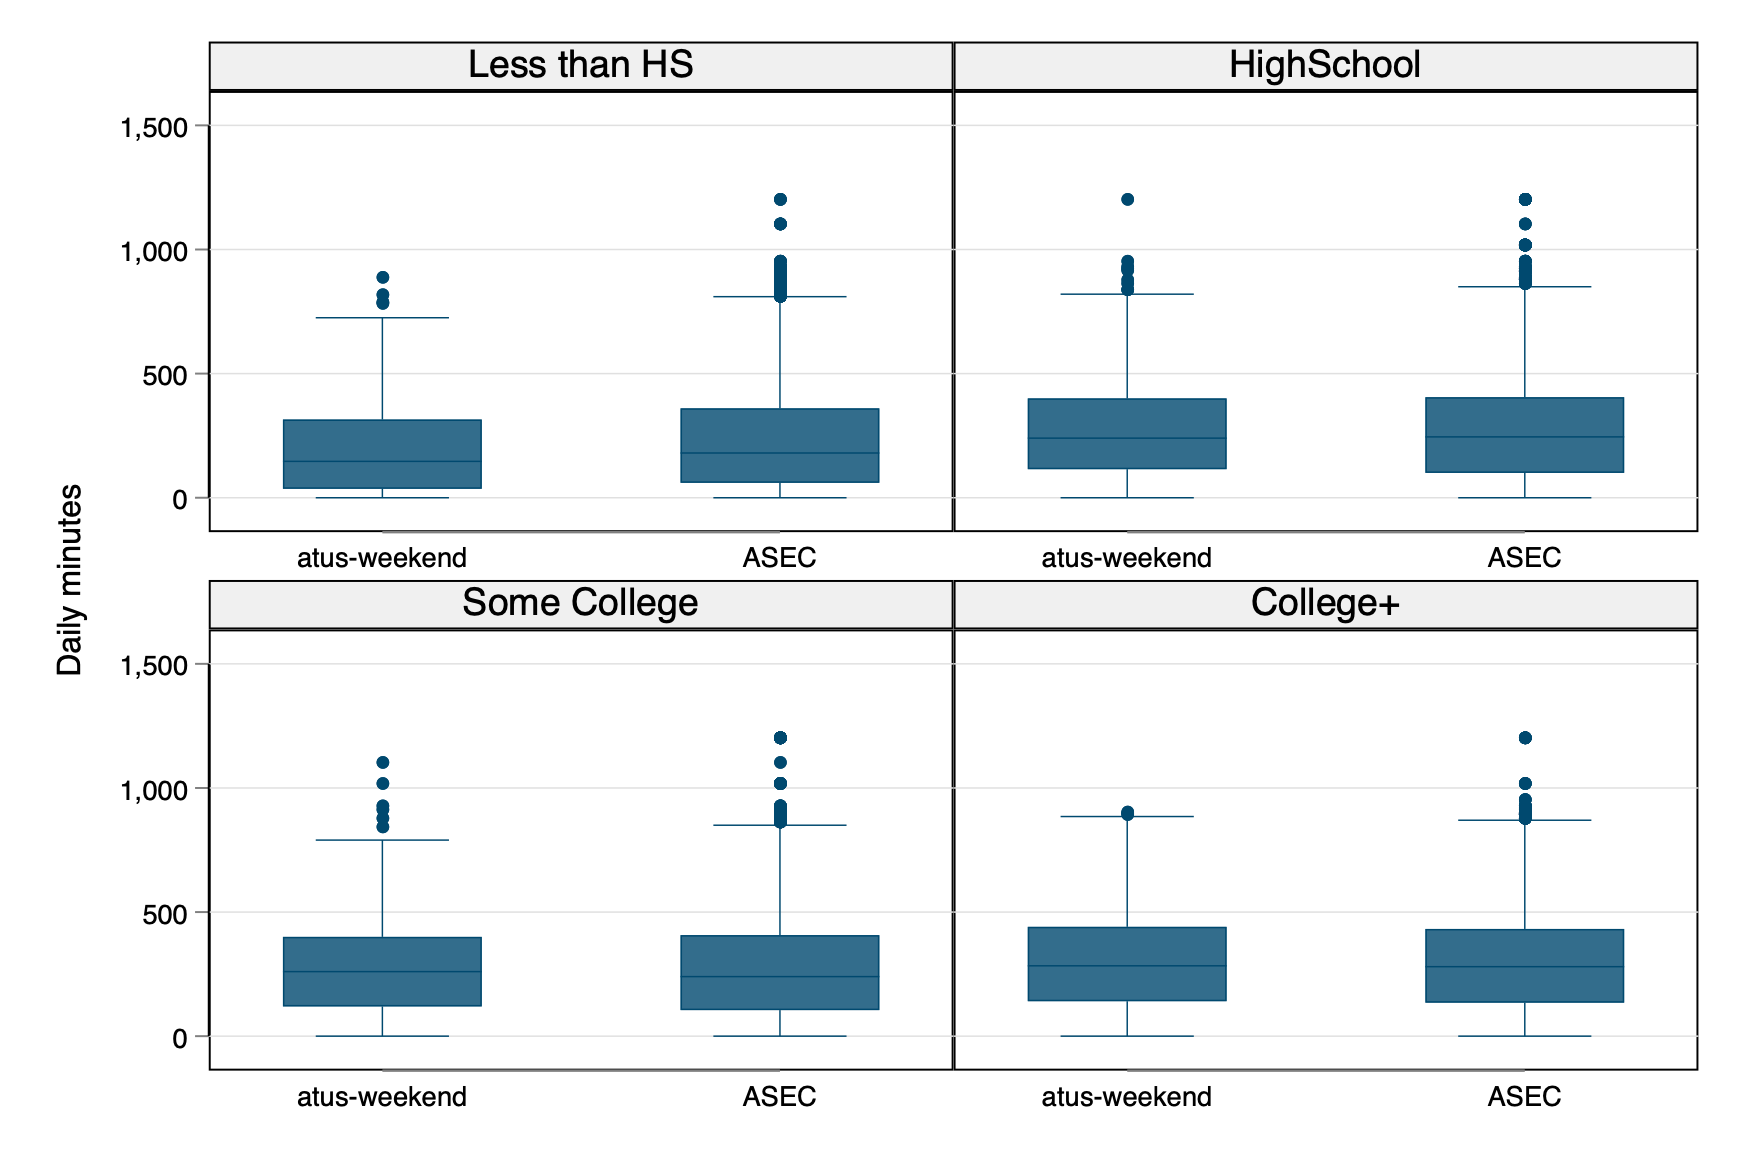 Less than HS
HighSchool
1,500
1,000
500
0
atus-weekend
ASEC
atus-weekend
ASEC
Daily minutes
Some College
College+
1,500
1,000
500
0
atus-weekend
ASEC
atus-weekend
ASEC